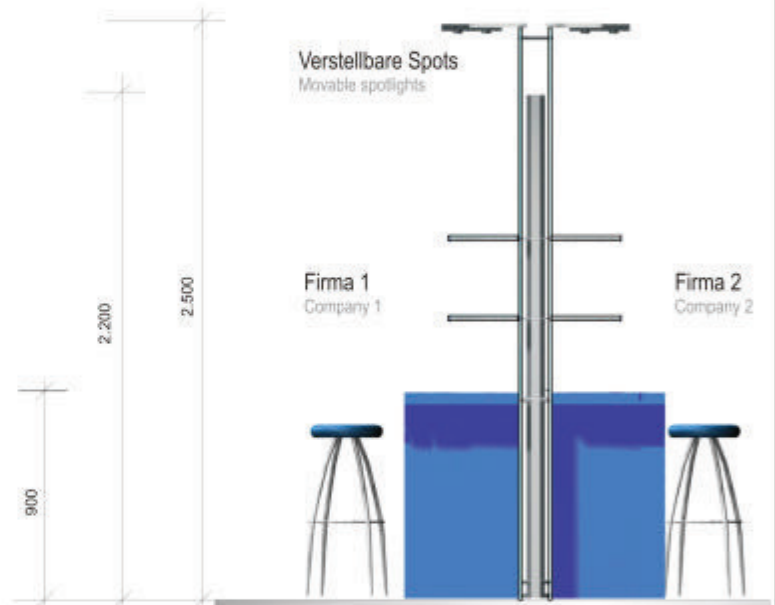 Verstellbare Spots
Movable spotlights
Firma 1
Company 1
Firma 2
Company 2
2.500
2.200
900